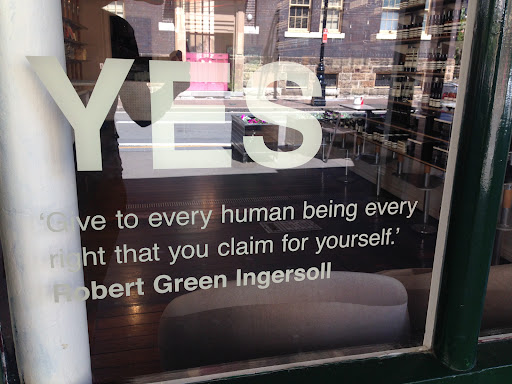 YES
'Give to every human being every
right that you claim for yourself.'
Robert Green Ingersoll